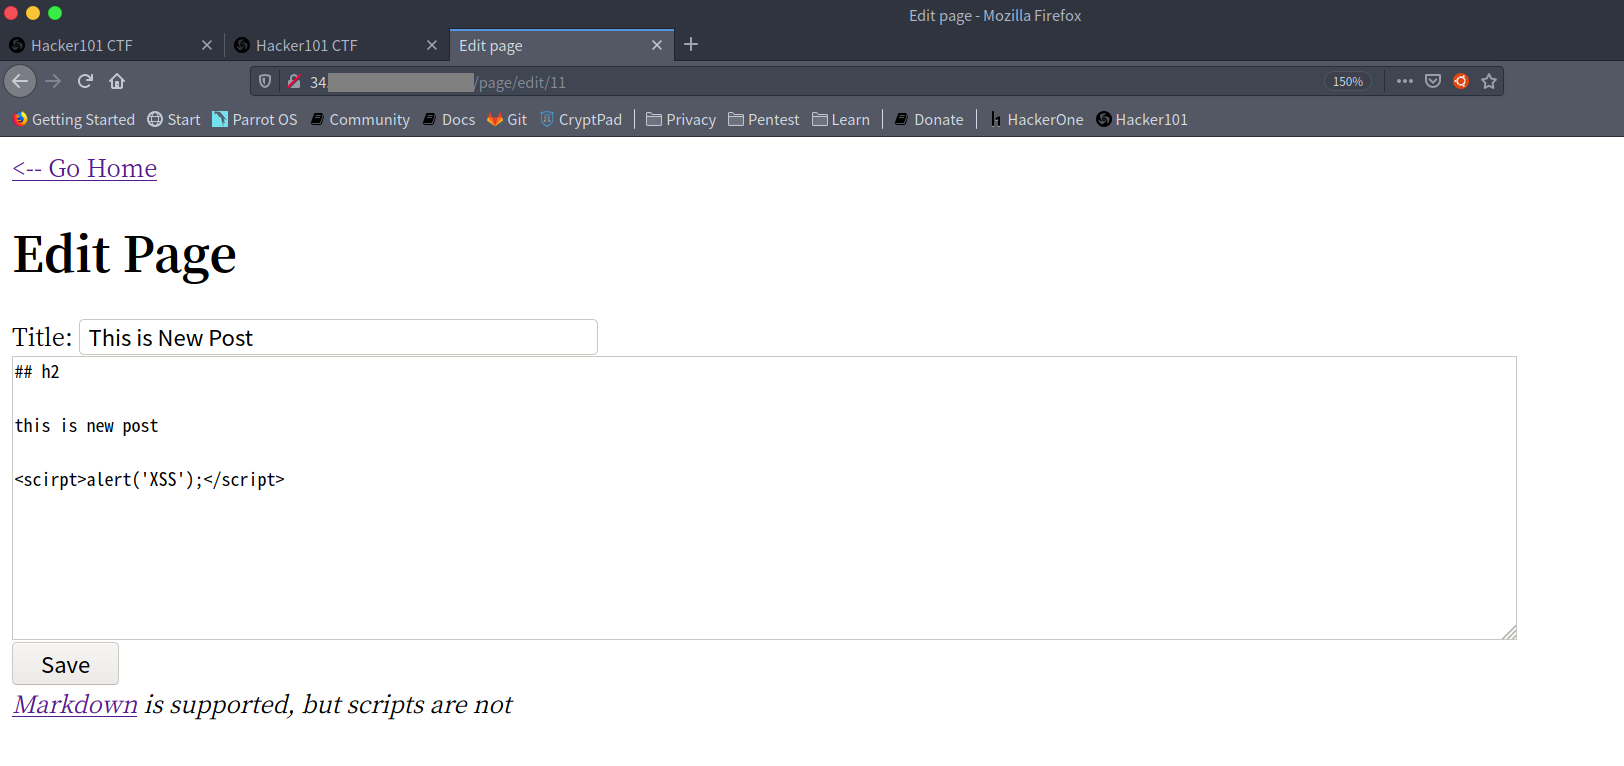 Edit page - Mozilla Firefox
Hacker101 CTF Hacker101 CTF Edit page
34. /page/edit/11 150%
Getting Started Start Parrot OS Community Docs Git CryptPad Privacy Pentest Learn Donate HackerOne Hacker101
<-- Go Home
Edit Page
Title: This is New Post
## h2
this is new post
<scirpt>alert('XSS');</script>
Save
Markdown is supported, but scripts are not